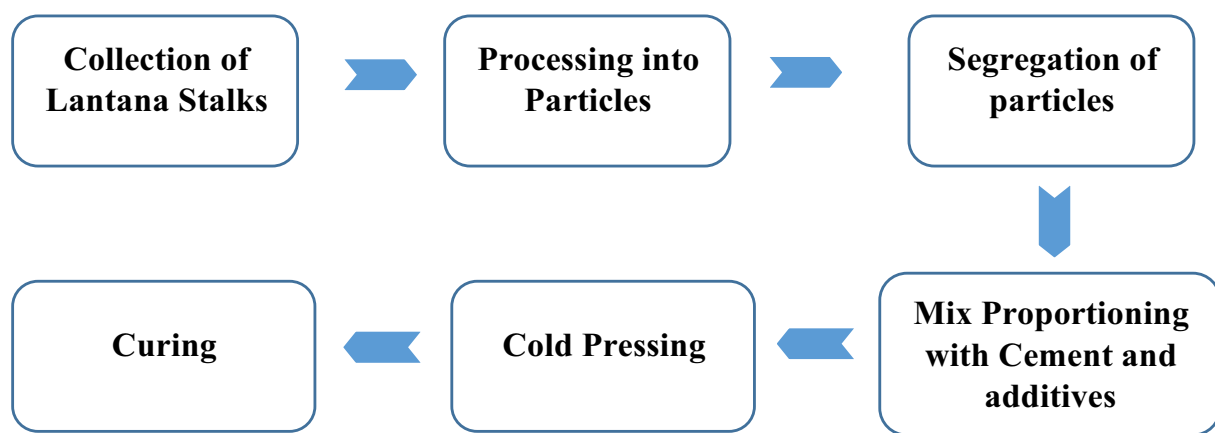 Collection of
Lantana Stalks
Processing into
Particles
Segregation of
particles
Mix Proportioning
with Cement and
additives
Cold Pressing
Curing